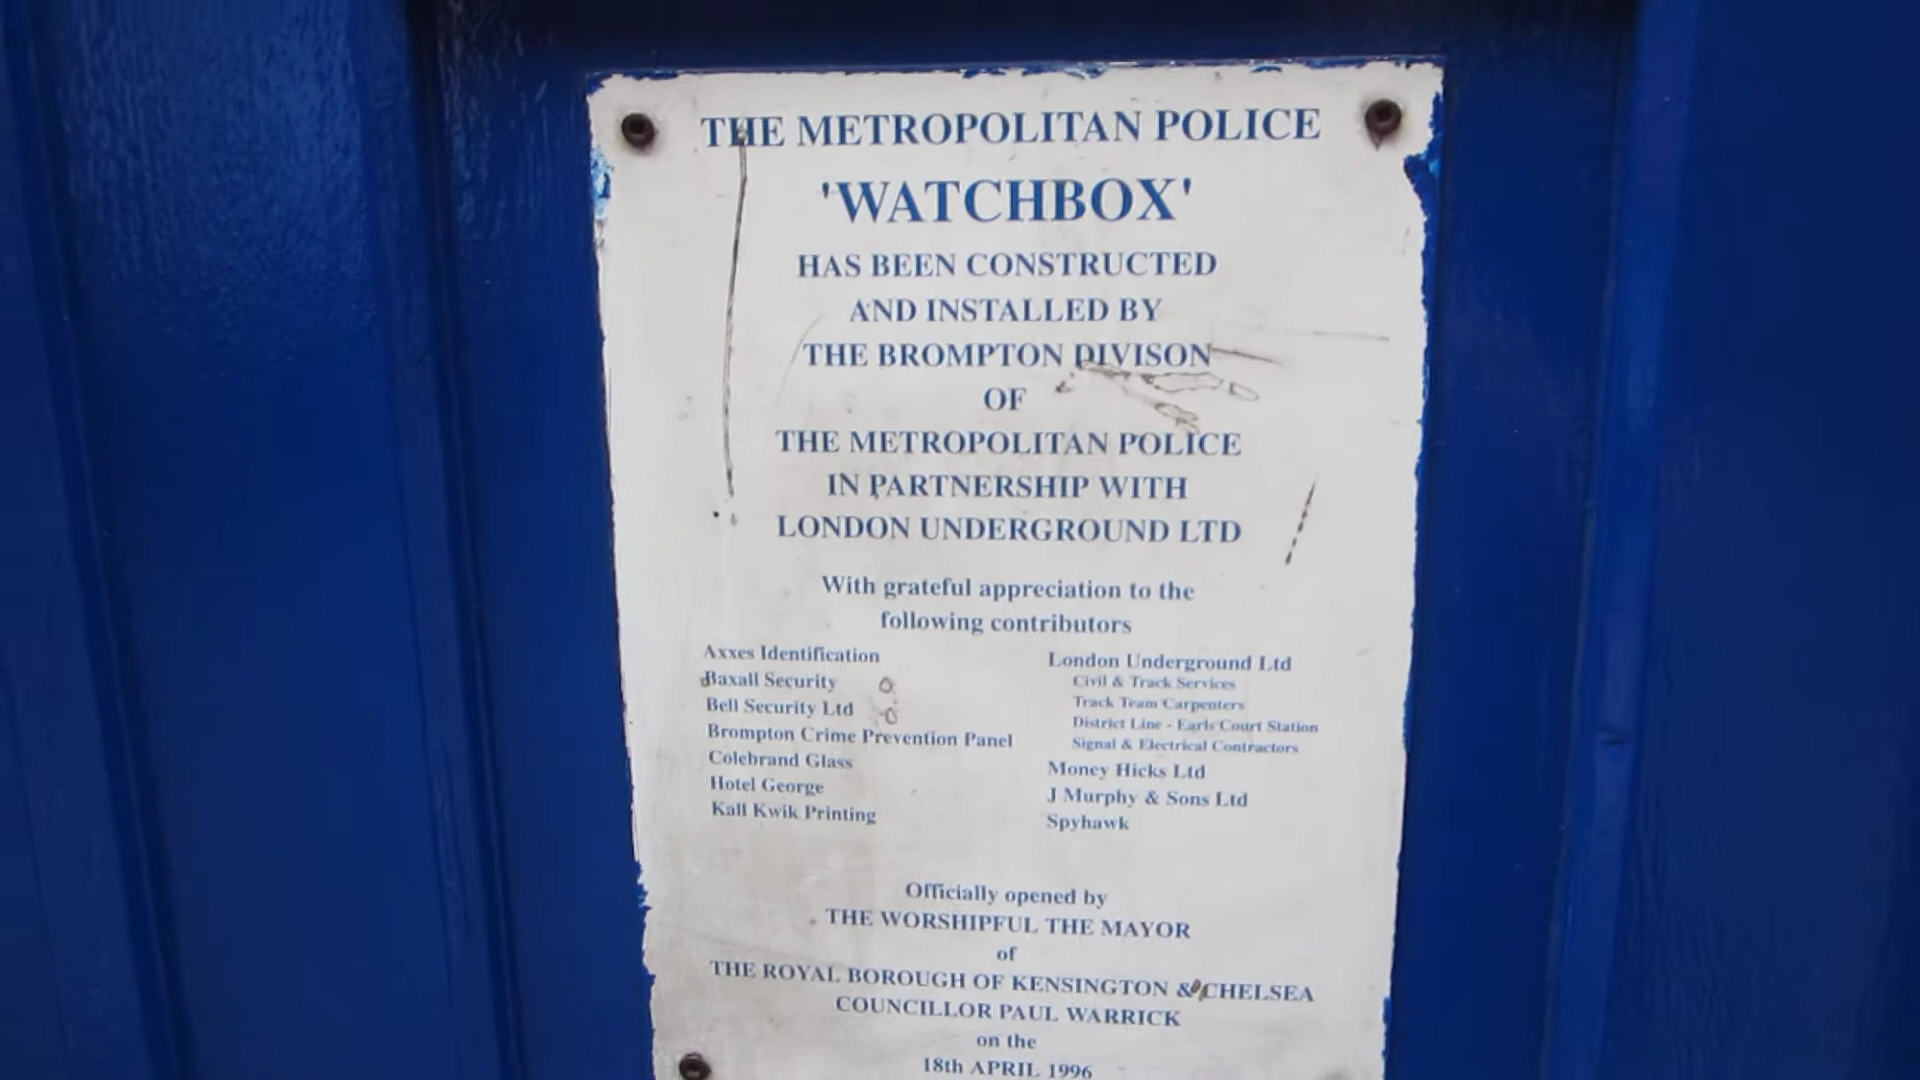 THE METROPOLITAN POLICE
'WATCHBOX'
HAS BEEN CONSTRUCTED
AND INSTALLED BY
THE BROMPTON DIVISON
OF
THE METROPOLITAN POLICE
IN PARTNERSHIP WITH
LONDON UNDERGROUND LTD
With grateful appreciation to the
following contributors
Axxes Identification
Baxall Security
Bell Security Ltd
Brompton Crime Prevention Panel
Colebrand Glass
Hotel George
Kall Kwik Printing
London Underground Ltd
Civil & Track Services
Track Team Carpenters
District Line - Earls Court Station
Signal & Electrical Contractors
Money Hicks Ltd
J Murphy & Sons Ltd
Spyhawk
Officially opened by
THE WORSHIPFUL THE MAYOR
of
THE ROYAL BOROUGH OF KENSINGTON & CHELSEA
COUNCILLOR PAUL WARRICK
on the
18th APRIL 1996